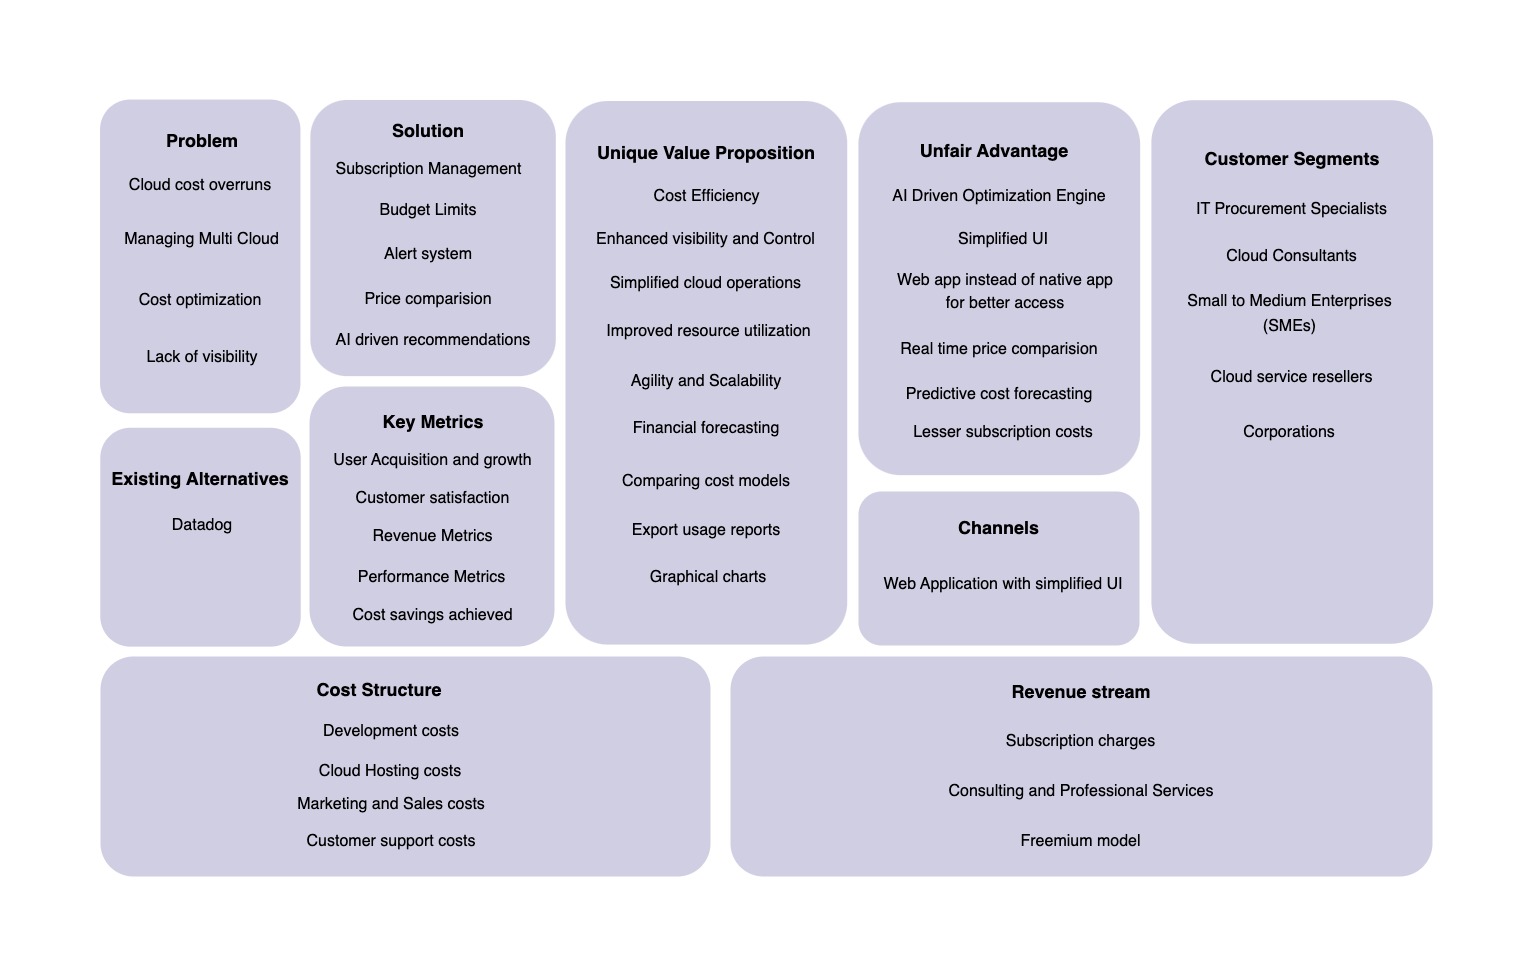 Problem
Cloud cost overruns
Managing Multi Cloud
Cost optimization
Lack of visibility
Existing Alternatives
Datadog
Solution
Subscription Management
Budget Limits
Alert system
Price comparision
AI driven recommendations
Key Metrics
User Acquisition and growth
Customer satisfaction
Revenue Metrics
Performance Metrics
Cost savings achieved
Unique Value Proposition
Cost Efficiency
Enhanced visibility and Control
Simplified cloud operations
Improved resource utilization
Agility and Scalability
Financial forecasting
Comparing cost models
Export usage reports
Graphical charts
Unfair Advantage
AI Driven Optimization Engine
Simplified UI
Web app instead of native app
for better access
Real time price comparision
Predictive cost forecasting
Lesser subscription costs
Channels
Web Application with simplified UI
Customer Segments
IT Procurement Specialists
Cloud Consultants
Small to Medium Enterprises
(SMEs)
Cloud service resellers
Corporations
Cost Structure
Development costs
Cloud Hosting costs
Marketing and Sales costs
Customer support costs
Revenue stream
Subscription charges
Consulting and Professional Services
Freemium model